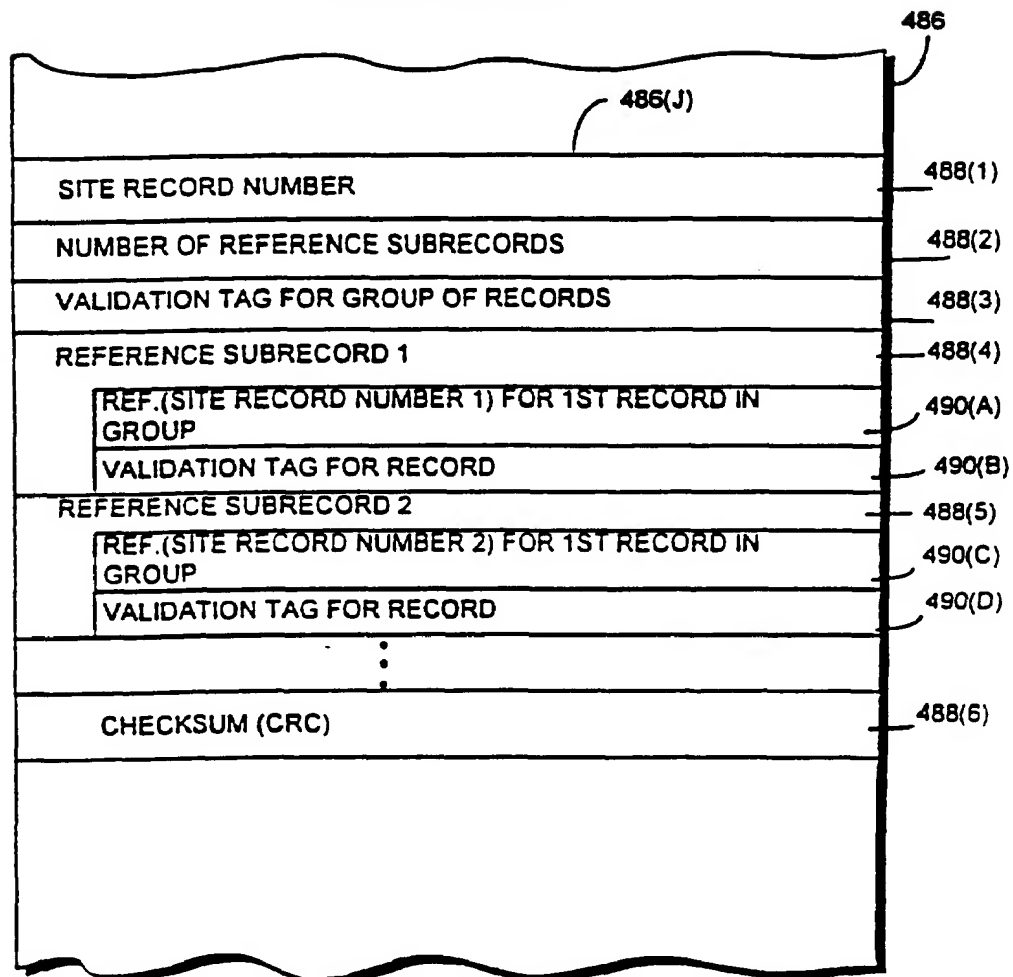 486
486(J)
SITE RECORD NUMBER 488(1)
NUMBER OF REFERENCE SUBRECORDS 488(2)
VALIDATION TAG FOR GROUP OF RECORDS 488(3)
REFERENCE SUBRECORD 1 488(4)
REF.(SITE RECORD NUMBER 1) FOR 1ST RECORD IN
GROUP 490(A)
VALIDATION TAG FOR RECORD 490(B)
REFERENCE SUBRECORD 2 488(5)
REF.(SITE RECORD NUMBER 2) FOR 1ST RECORD IN
GROUP 490(C)
VALIDATION TAG FOR RECORD 490(D)
CHECKSUM (CRC) 488(6)